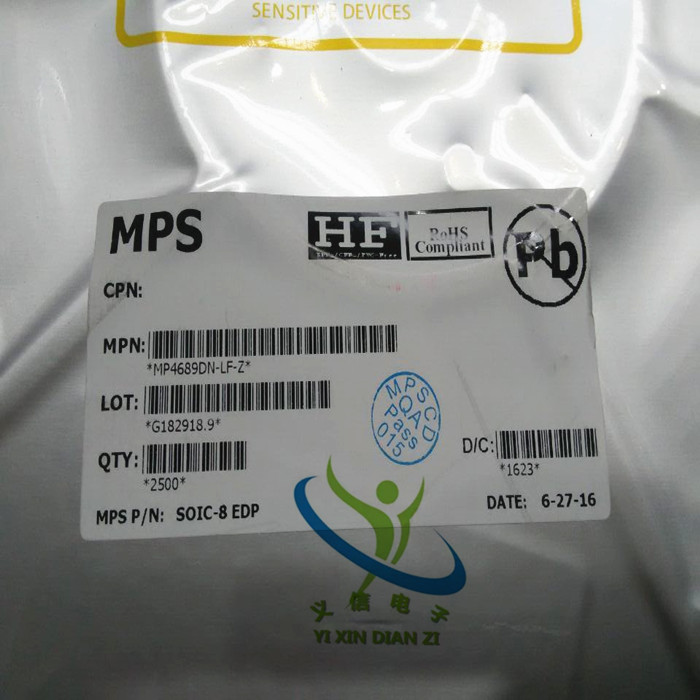 SENSITIVE DEVICES
MPS
HF
RoHS
Compliant
Pb
CPN:
MPN:
*MP4689DN-LF-Z*
LOT:
*G182918.9*
QTY:
*2500*
MPS P/N: SOIC-8 EDP
MPSCD
QA
Pass
015
D/C:
*1623*
DATE: 6-27-16
义信电子
YI XIN DIAN ZI